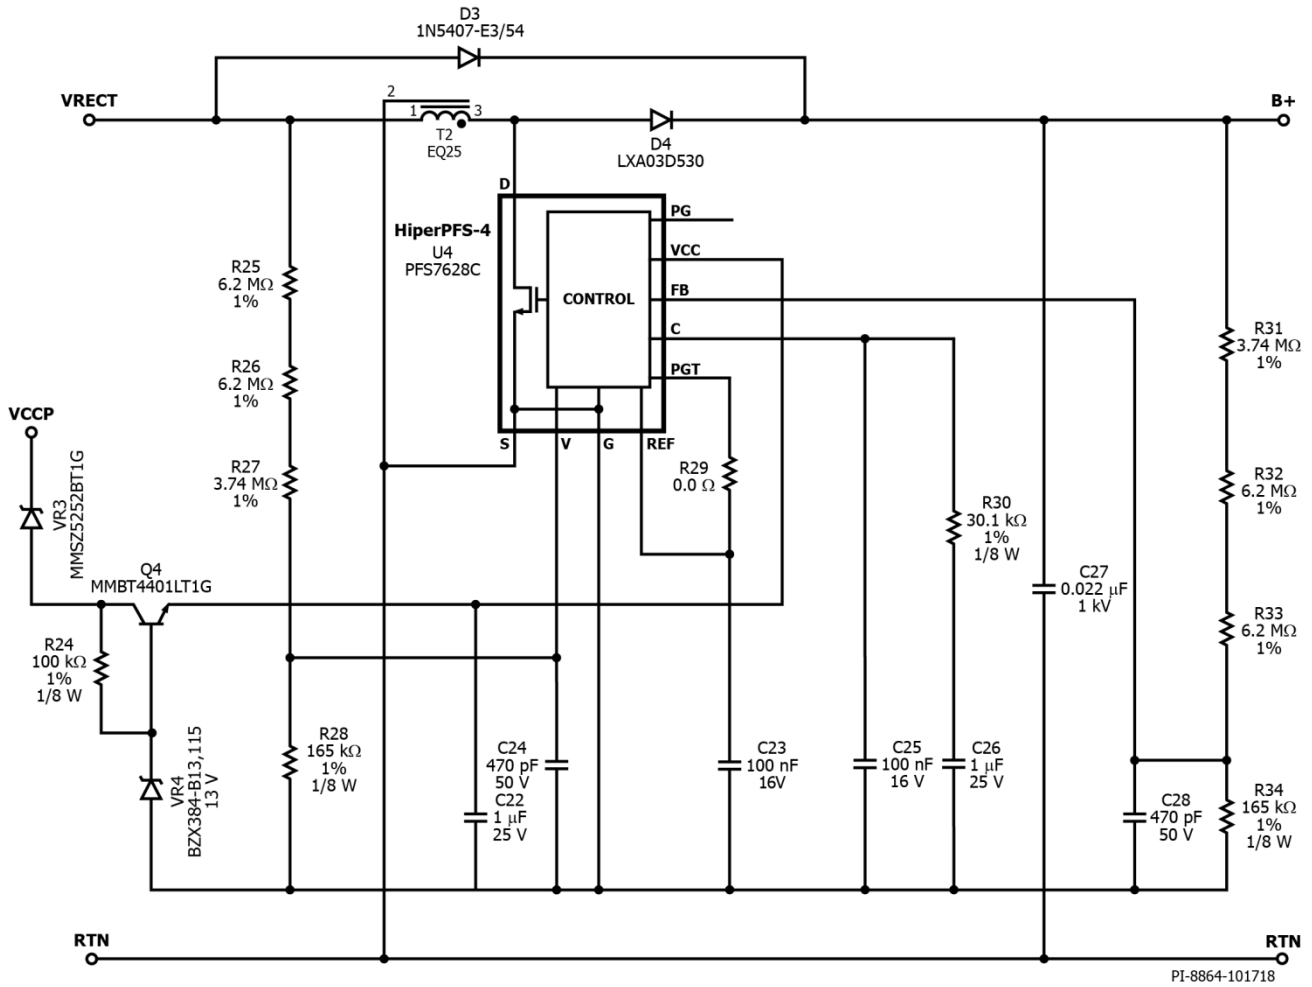 D3
1N5407-E3/54
VRECT
2
1
3
T2
EQ25
D4
LXA03D530
B+
D
HiperPFS-4
U4
PFS7628C
CONTROL
PG
VCC
FB
C
PGT
S
V
G
REF
R25
6.2 MΩ
1%
R26
6.2 MΩ
1%
R27
3.74 MΩ
1%
R29
0.0 Ω
R30
30.1 kΩ
1%
1/8 W
R31
3.74 MΩ
1%
R32
6.2 MΩ
1%
R33
6.2 MΩ
1%
VCCP
VR3
MMSZ5252BT1G
Q4
MMBT4401LT1G
R24
100 kΩ
1%
1/8 W
VR4
BZX384-B13,115
13 V
R28
165 kΩ
1%
1/8 W
C24
470 pF
50 V
C22
1 μF
25 V
C23
100 nF
16V
C25
100 nF
16 V
C26
1 μF
25 V
C27
0.022 μF
1 kV
C28
470 pF
50 V
R34
165 kΩ
1%
1/8 W
RTN
RTN
PI-8864-101718